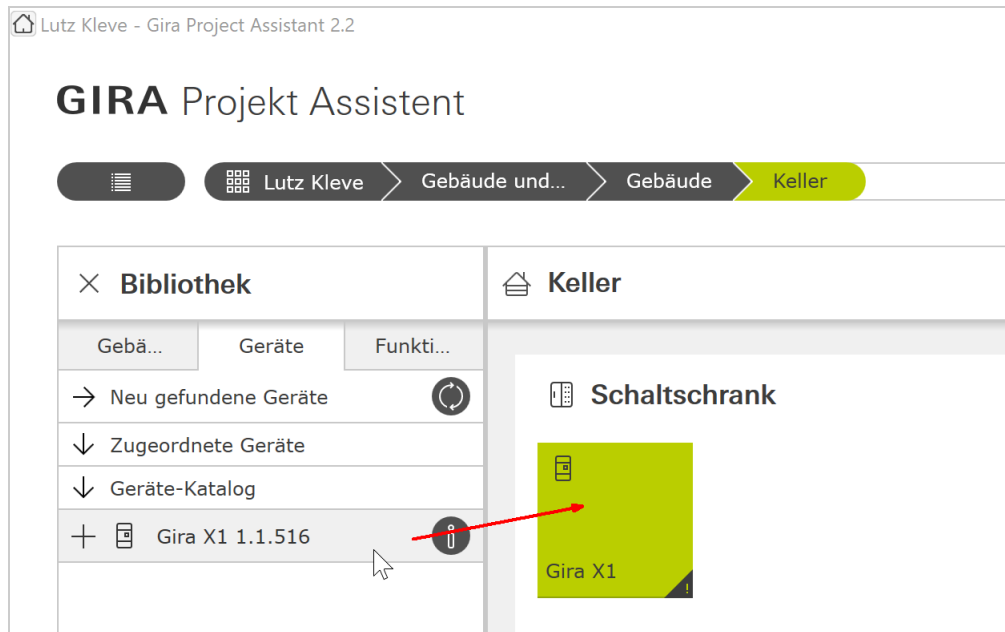 Lutz Kleve - Gira Project Assistant 2.2
GIRA Projekt Assistent
Lutz Kleve Gebäude und... Gebäude Keller
Bibliothek
Keller
Gebä... Geräte Funkti...
Neu gefundene Geräte
Zugeordnete Geräte
Geräte-Katalog
Gira X1 1.1.516
Schaltschrank
Gira X1
!